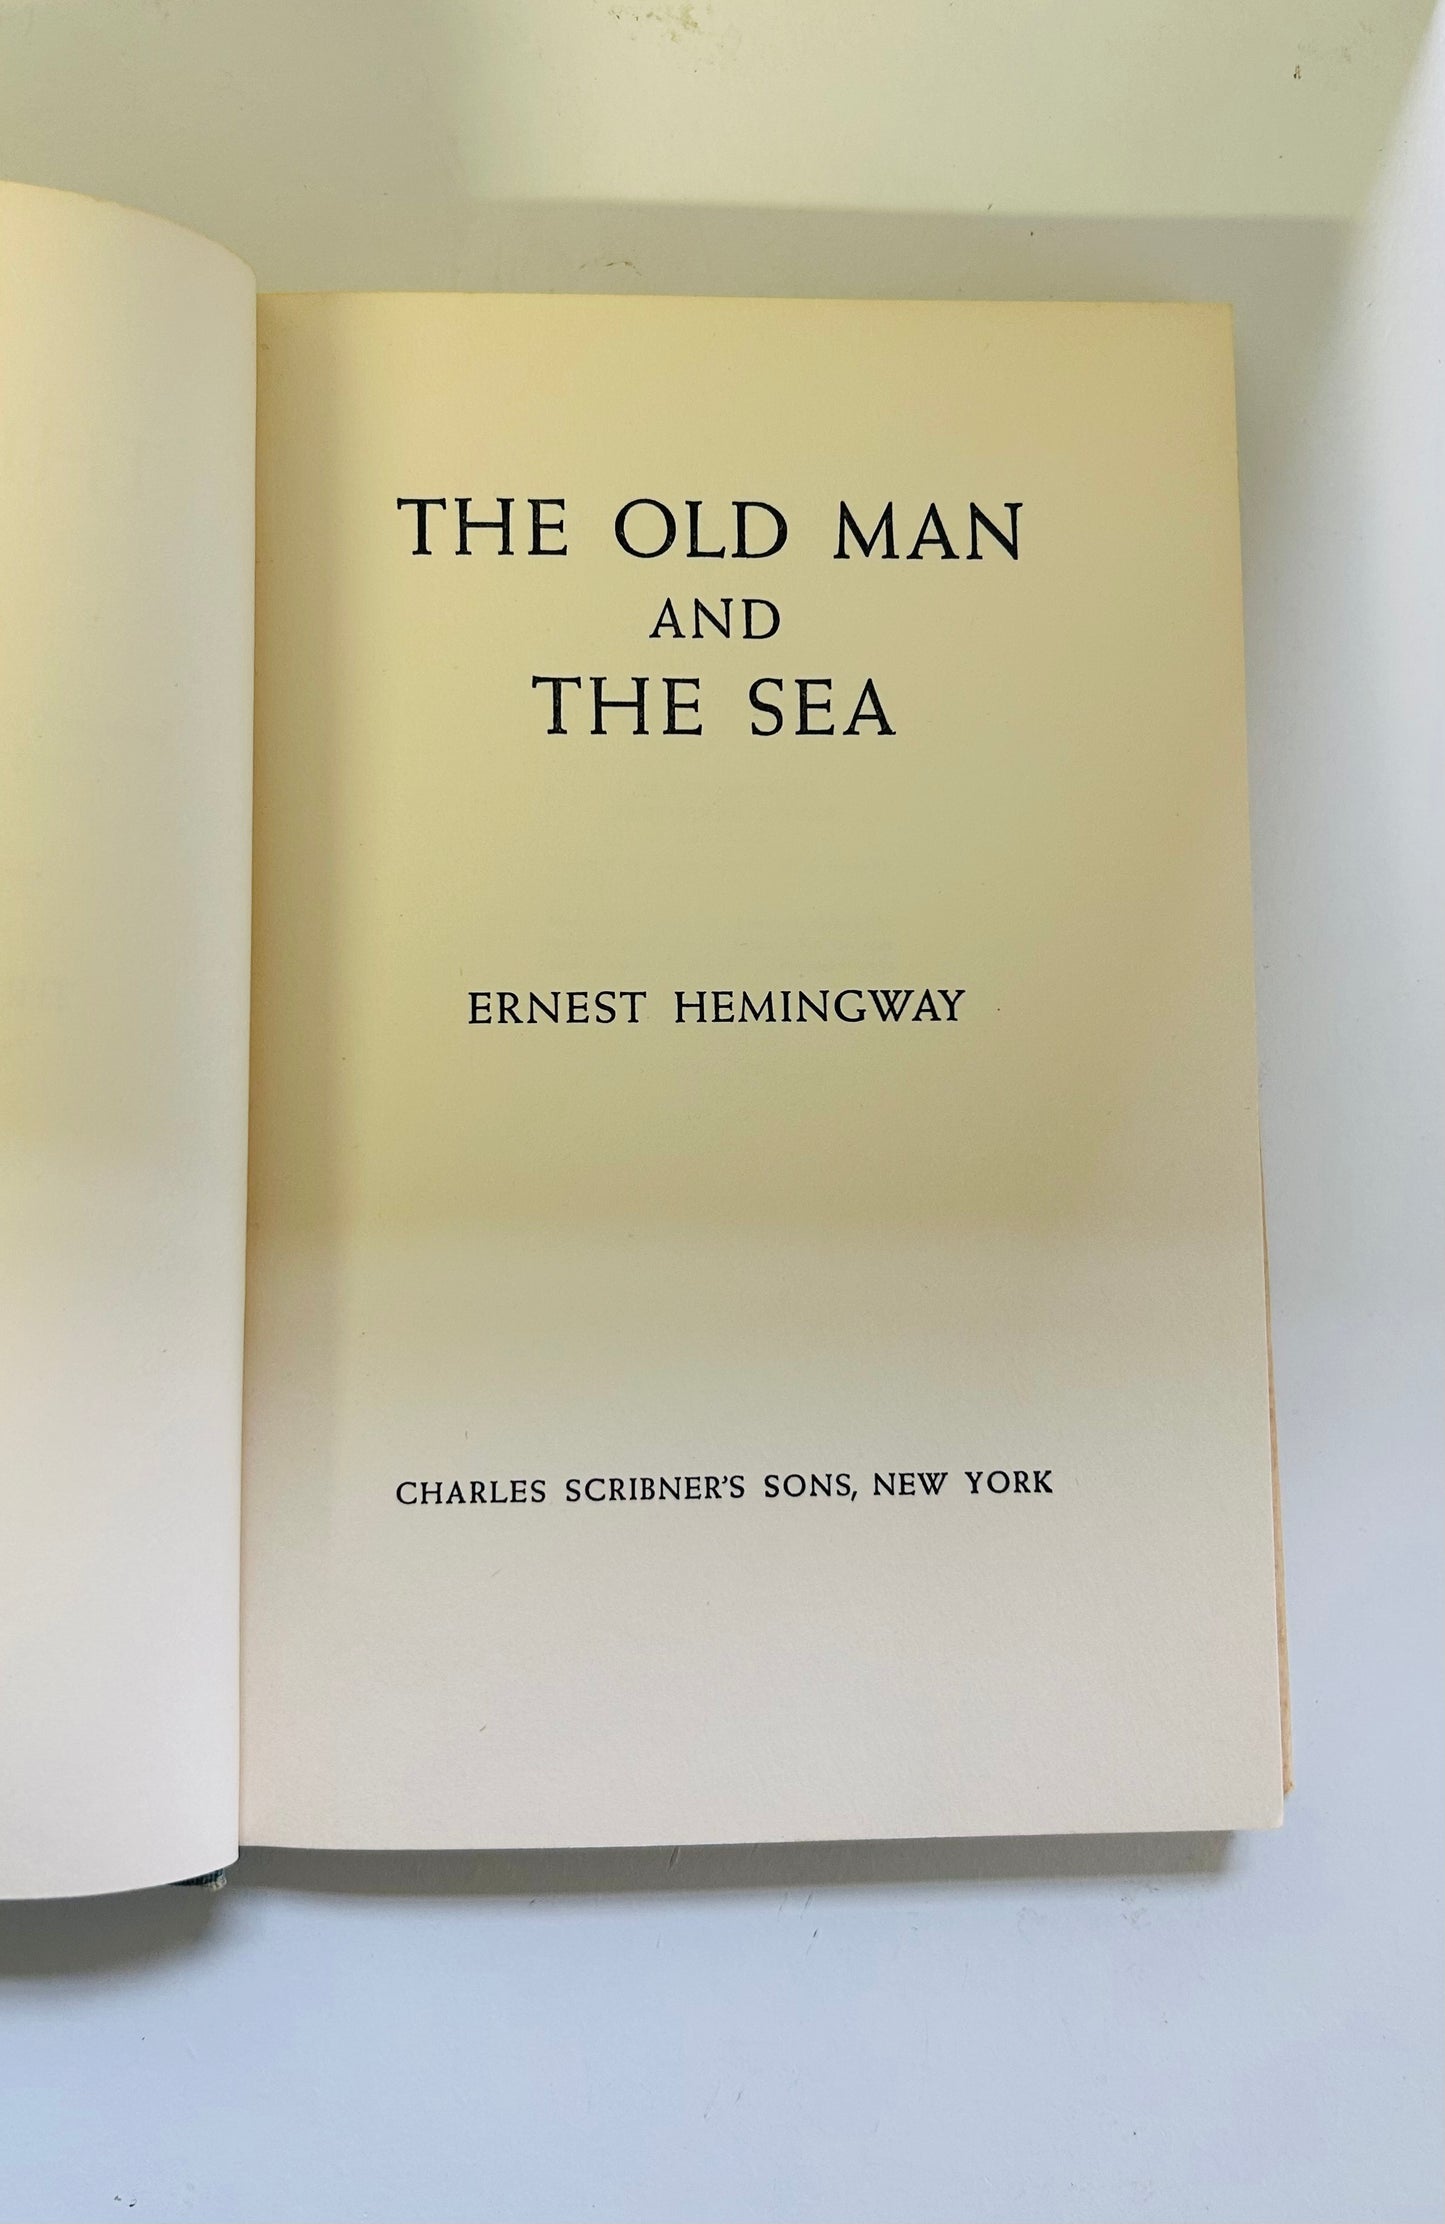 THE OLD MAN
AND
THE SEA
ERNEST HEMINGWAY
CHARLES SCRIBNER'S SONS, NEW YORK